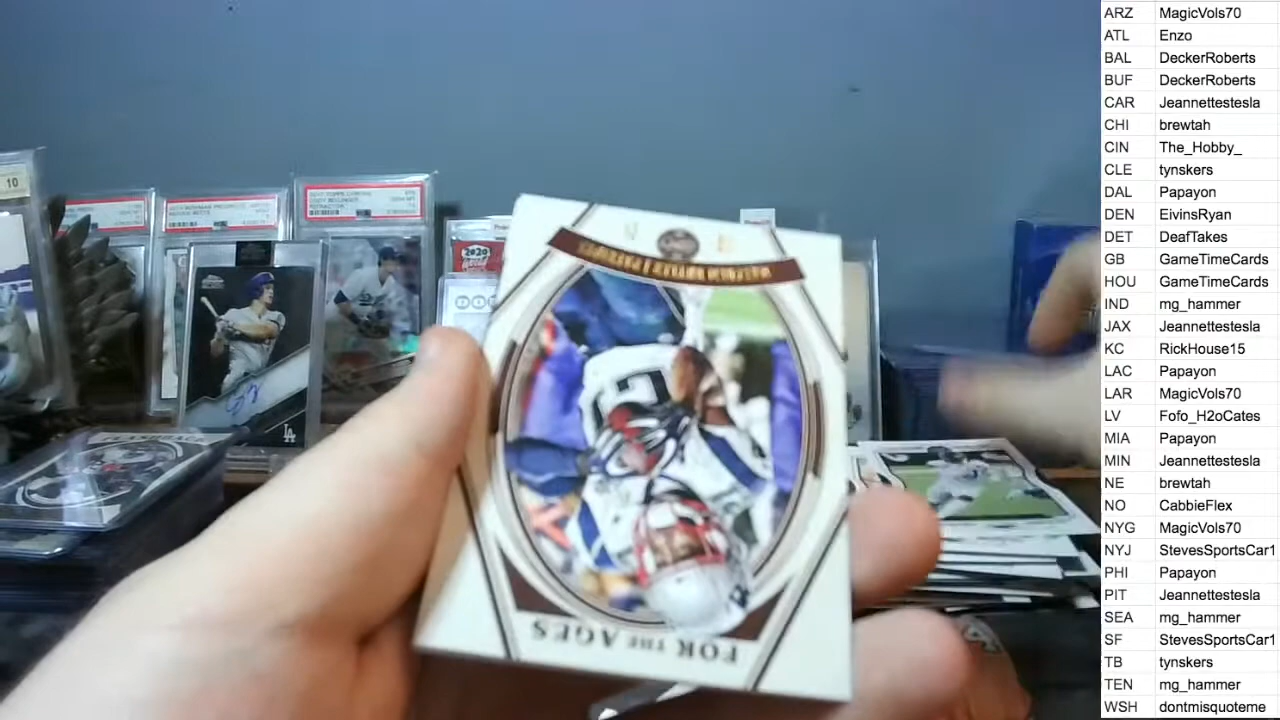 ARZ MagicVols70
ATL Enzo
BAL DeckerRoberts
BUF DeckerRoberts
CAR Jeannettestesla
CHI brewtah
CIN The_Hobby_
CLE tynskers
DAL Papayon
DEN EivinsRyan
DET DeafTakes
GB GameTimeCards
HOU GameTimeCards
IND mg_hammer
JAX Jeannettestesla
KC RickHouse15
LAC Papayon
LAR MagicVols70
LV Fofo_H2oCates
MIA Papayon
MIN Jeannettestesla
NE brewtah
NO CabbieFlex
NYG MagicVols70
NYJ StevesSportsCar1
PHI Papayon
PIT Jeannettestesla
SEA mg_hammer
SF StevesSportsCar1
TB tynskers
TEN mg_hammer
WSH dontmisquoteme
10
2020
FOR THE AGES
LA